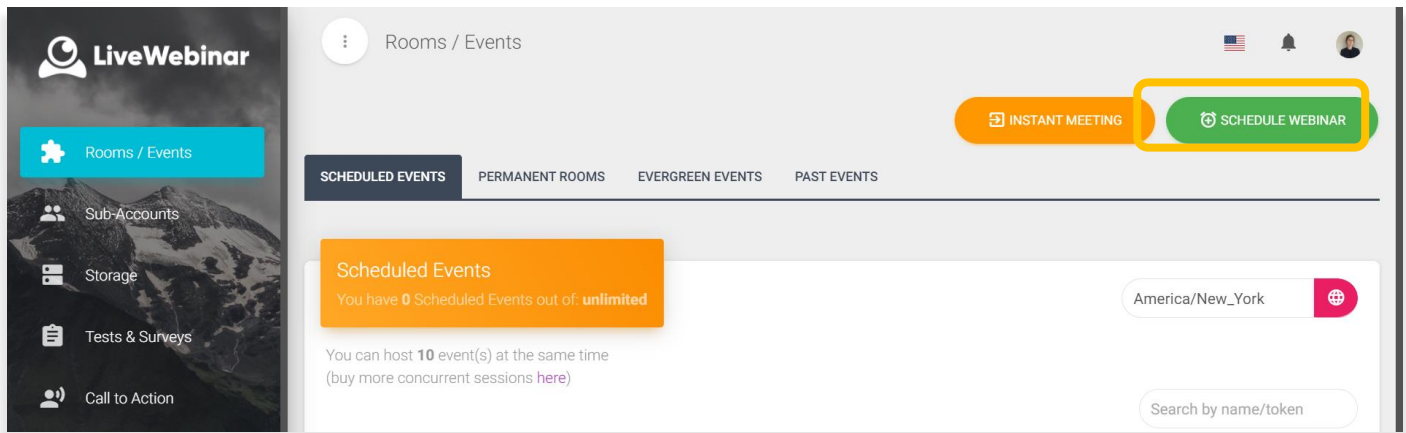 LiveWebinar
Rooms / Events
INSTANT MEETING
SCHEDULE WEBINAR
Rooms / Events
SCHEDULED EVENTS
PERMANENT ROOMS
EVERGREEN EVENTS
PAST EVENTS
Sub-Accounts
Storage
Tests & Surveys
Call to Action
Scheduled Events
You have 0 Scheduled Events out of: unlimited
America/New_York
You can host 10 event(s) at the same time
(buy more concurrent sessions here)
Search by name/token